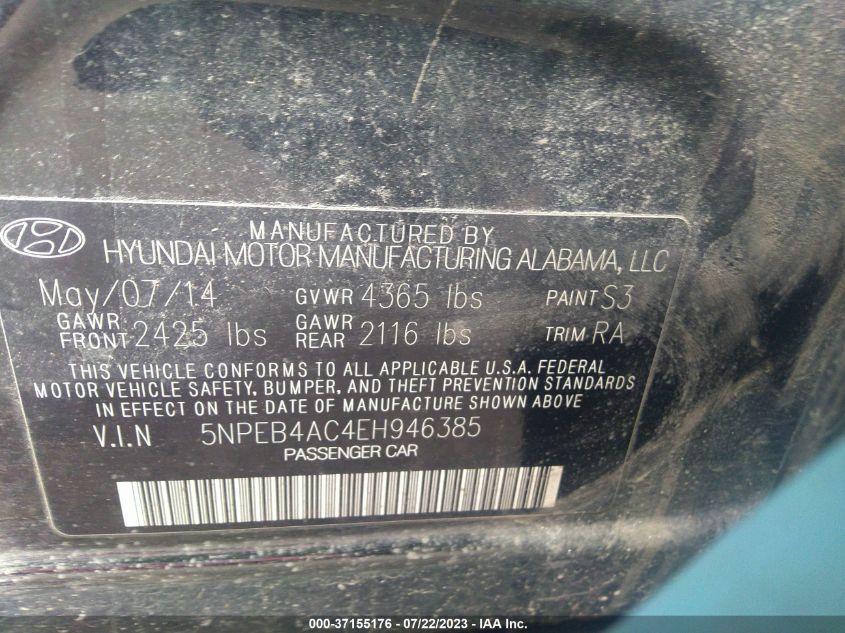 MANUFACTURED BY
HYUNDAI MOTOR MANUFACTURING ALABAMA, LLC
May/07/14 GVWR 4365 lbs PAINT S3
GAWR FRONT 2425 lbs GAWR REAR 2116 lbs TRIM RA
THIS VEHICLE CONFORMS TO ALL APPLICABLE U.S.A. FEDERAL
MOTOR VEHICLE SAFETY, BUMPER, AND THEFT PREVENTION STANDARDS
IN EFFECT ON THE DATE OF MANUFACTURE SHOWN ABOVE
V.I.N 5NPEB4AC4EH946385
PASSENGER CAR
000-37155176 - 07/22/2023 - IAA Inc.